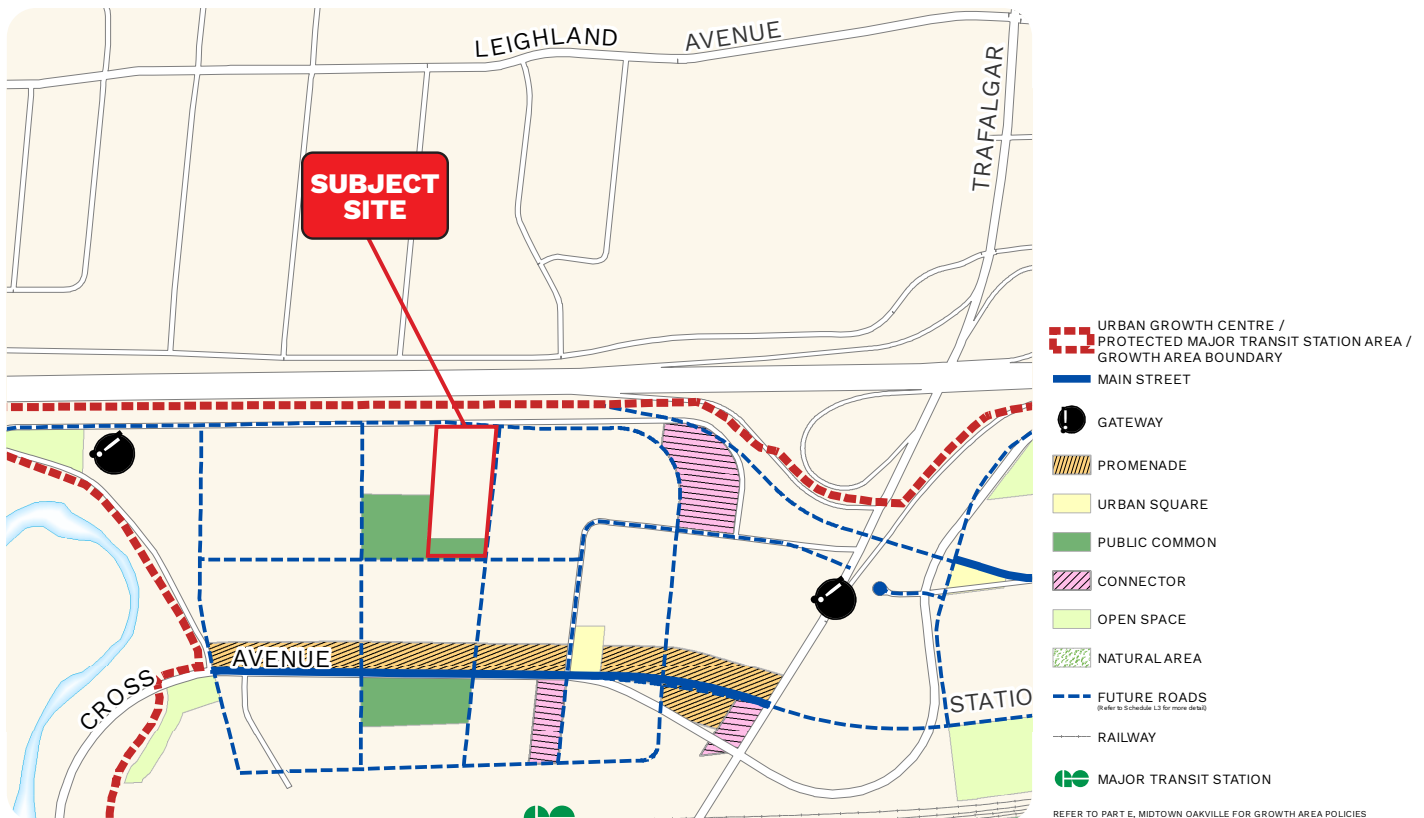 LEIGHLAND AVENUE
TRAFALGAR
SUBJECT
SITE
CROSS AVENUE
STATIO
URBAN GROWTH CENTRE /
PROTECTED MAJOR TRANSIT STATION AREA /
GROWTH AREA BOUNDARY
MAIN STREET
GATEWAY
PROMENADE
URBAN SQUARE
PUBLIC COMMON
CONNECTOR
OPEN SPACE
NATURAL AREA
FUTURE ROADS
(Refer to Schedule L3 for more detail)
RAILWAY
MAJOR TRANSIT STATION
REFER TO PART E, MIDTOWN OAKVILLE FOR GROWTH AREA POLICIES